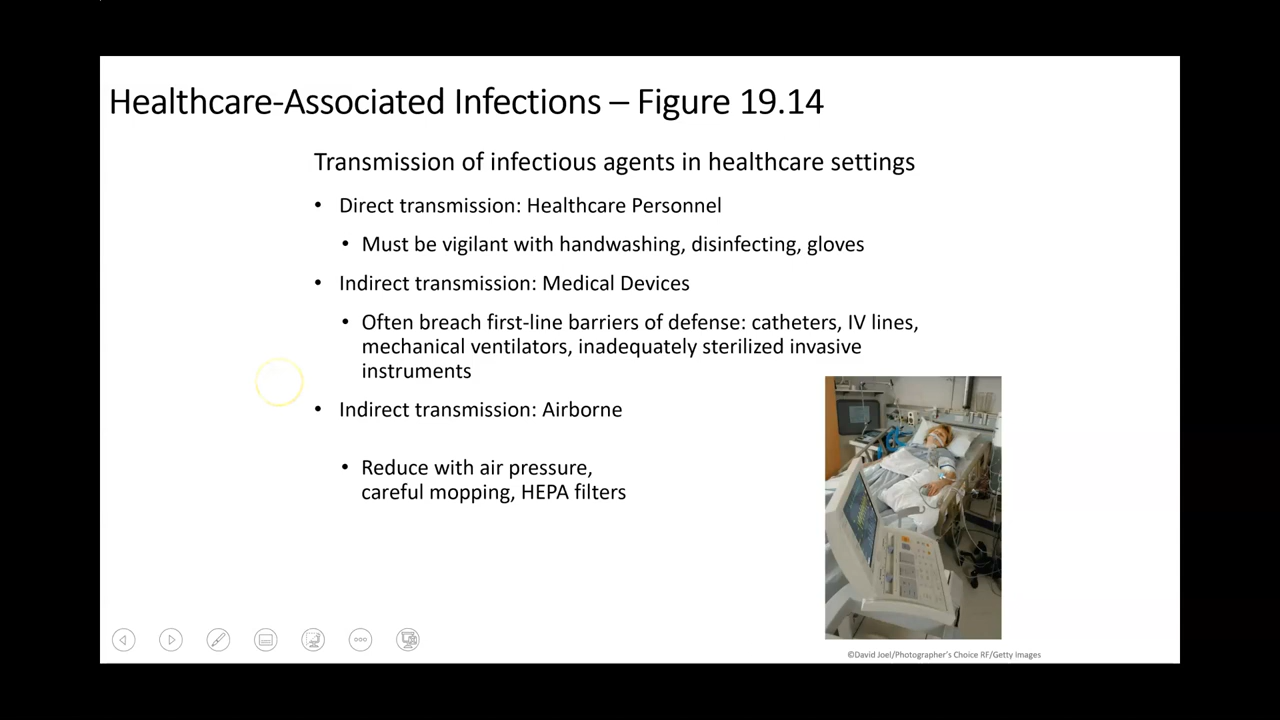 Healthcare-Associated Infections – Figure 19.14
Transmission of infectious agents in healthcare settings
• Direct transmission: Healthcare Personnel
• Must be vigilant with handwashing, disinfecting, gloves
• Indirect transmission: Medical Devices
• Often breach first-line barriers of defense: catheters, IV lines,
mechanical ventilators, inadequately sterilized invasive
instruments
• Indirect transmission: Airborne
• Reduce with air pressure,
careful mopping, HEPA filters
©David Joel/Photographer's Choice RF/Getty Images